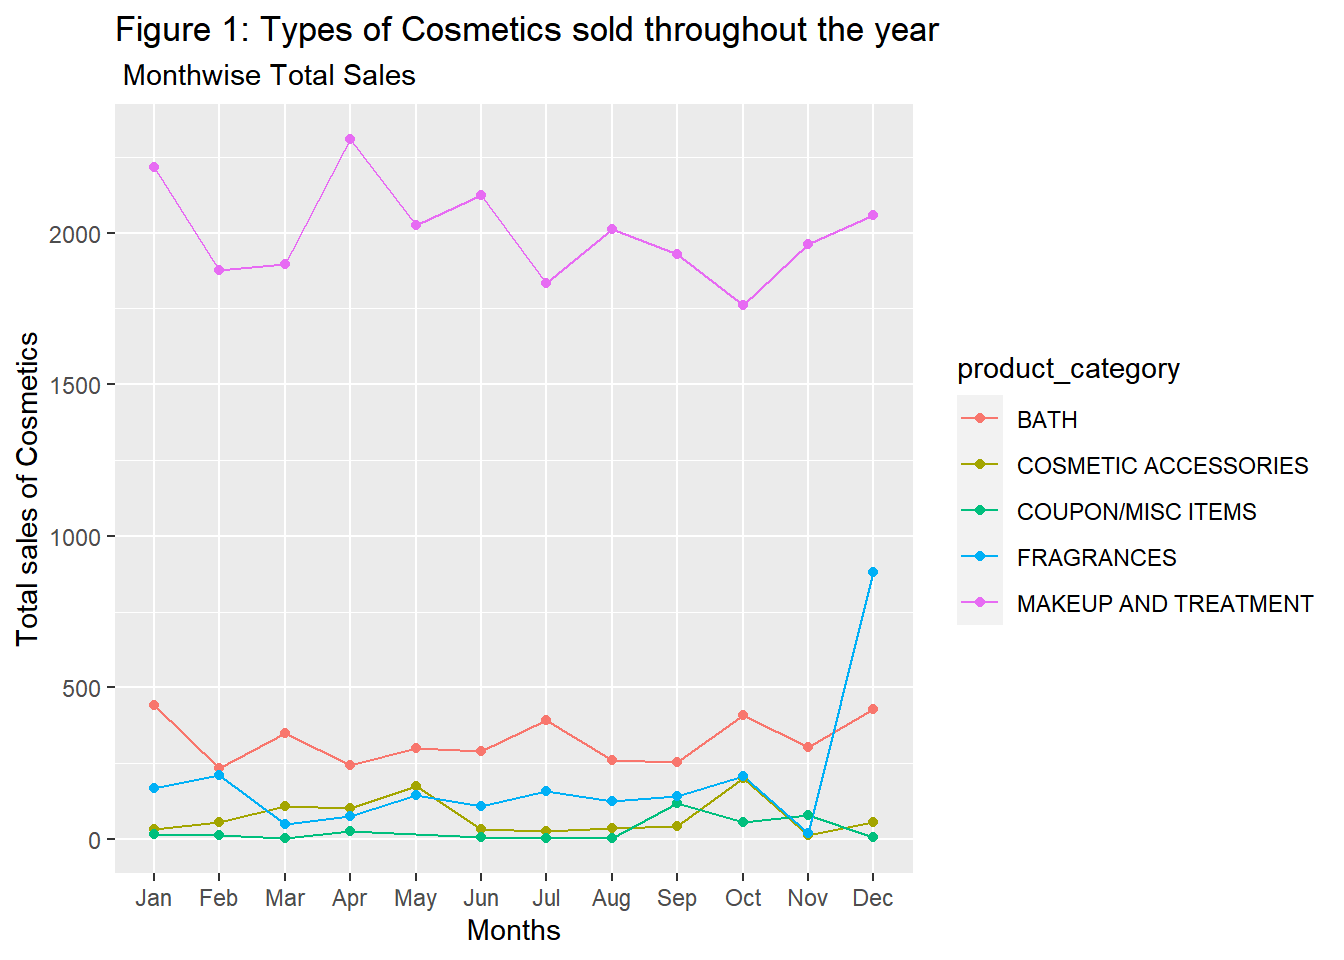 Figure 1: Types of Cosmetics sold throughout the year
Monthwise Total Sales
Total sales of Cosmetics
2000
1500
1000
500
0
Jan Feb Mar Apr May Jun Jul Aug Sep Oct Nov Dec
Months
product_category
BATH
COSMETIC ACCESSORIES
COUPON/MISC ITEMS
FRAGRANCES
MAKEUP AND TREATMENT